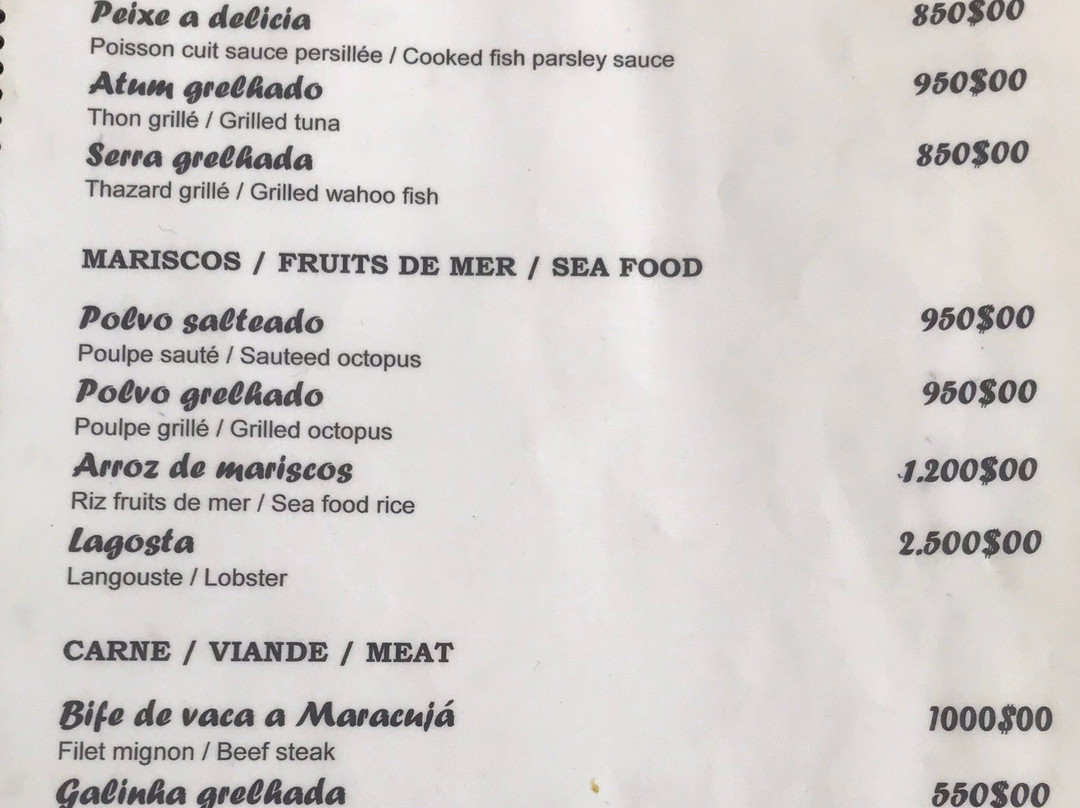 Peixe a delicia 850$00
Poisson cuit sauce persillée / Cooked fish parsley sauce
Atum grelhado 950$00
Thon grillé / Grilled tuna
Serra grelhada 850$00
Thazard grillé / Grilled wahoo fish
MARISCOS / FRUITS DE MER / SEA FOOD
Polvo salteado 950$00
Poulpe sauté / Sauteed octopus
Polvo grelhado 950$00
Poulpe grillé / Grilled octopus
Arroz de mariscos 1.200$00
Riz fruits de mer / Sea food rice
Lagosta 2.500$00
Langouste / Lobster
CARNE / VIANDE / MEAT
Bife de vaca a Maracujá 1000$00
Filet mignon / Beef steak
Galinha grelhada 550$00